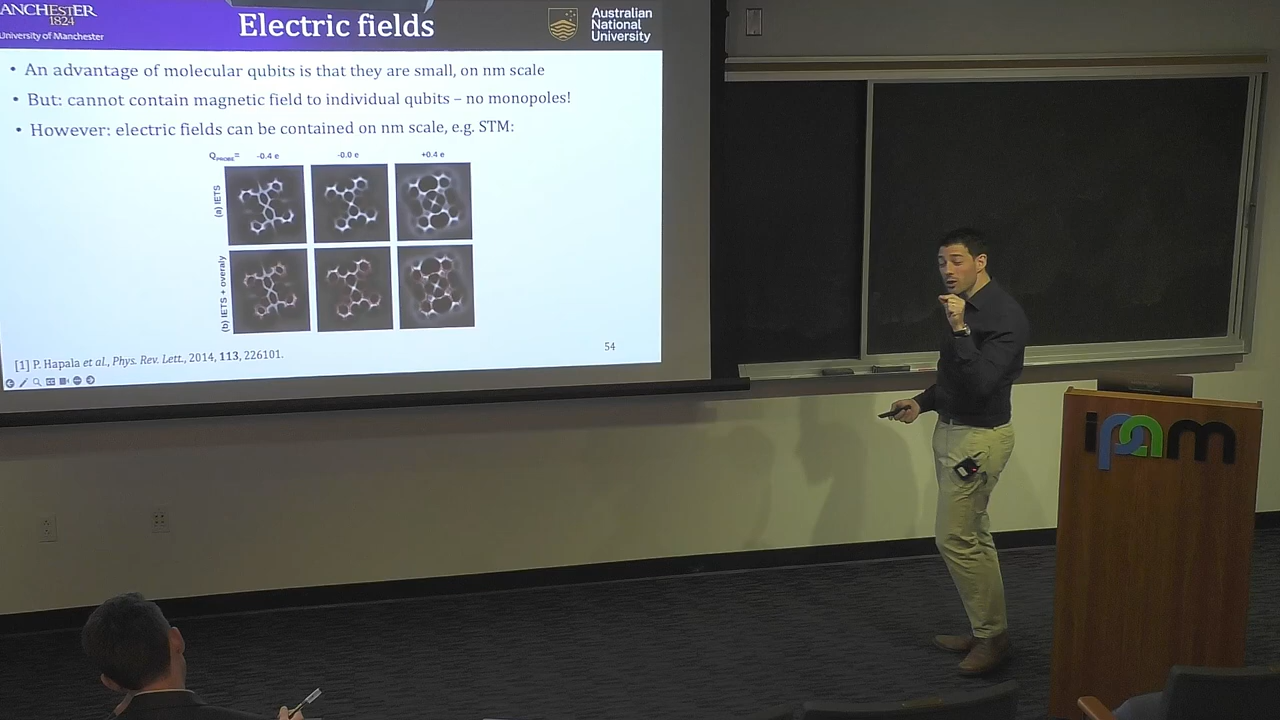 MANCHESTER
1824
University of Manchester
Electric fields
Australian
National
University
• An advantage of molecular qubits is that they are small, on nm scale
• But: cannot contain magnetic field to individual qubits – no monopoles!
• However: electric fields can be contained on nm scale, e.g. STM:
QPROBE= -0.4 e -0.0 e +0.4 e
(a) IETS
(b) IETS + overaly
[1] P. Hapala et al., Phys. Rev. Lett., 2014, 113, 226101.
54
ipam